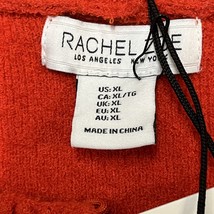 RACHEL ZOE
LOS ANGELES NEW YORK
US: XL
CA: XL/TG
UK: XL
EU: XL
AU: XL
MADE IN CHINA